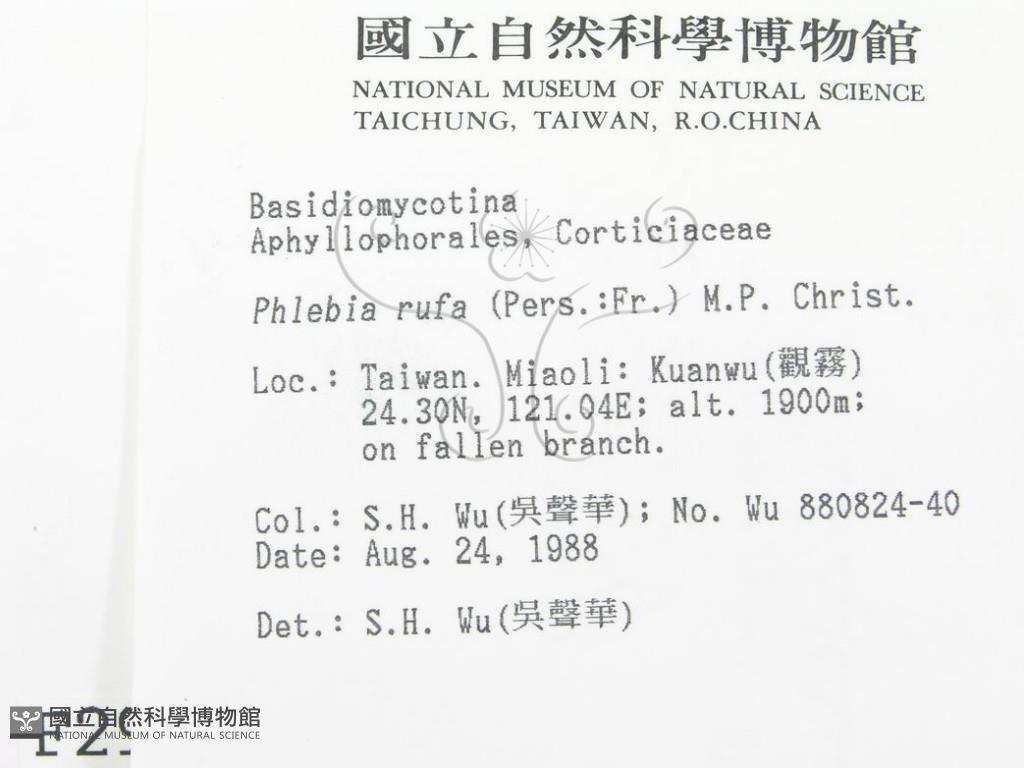 國立自然科學博物館
NATIONAL MUSEUM OF NATURAL SCIENCE
TAICHUNG, TAIWAN, R.O.CHINA
Basidiomycotina
Aphyllophorales, Corticiaceae
Phlebia rufa (Pers.:Fr.) M.P. Christ.
Loc.: Taiwan. Miaoli: Kuanwu(觀霧)
24.30N, 121.04E; alt. 1900m;
on fallen branch.
Col.: S.H. Wu(吳聲華); No. Wu 880824-40
Date: Aug. 24, 1988
Det.: S.H. Wu(吳聲華)
國立自然科學博物館
NATIONAL MUSEUM OF NATURAL SCIENCE